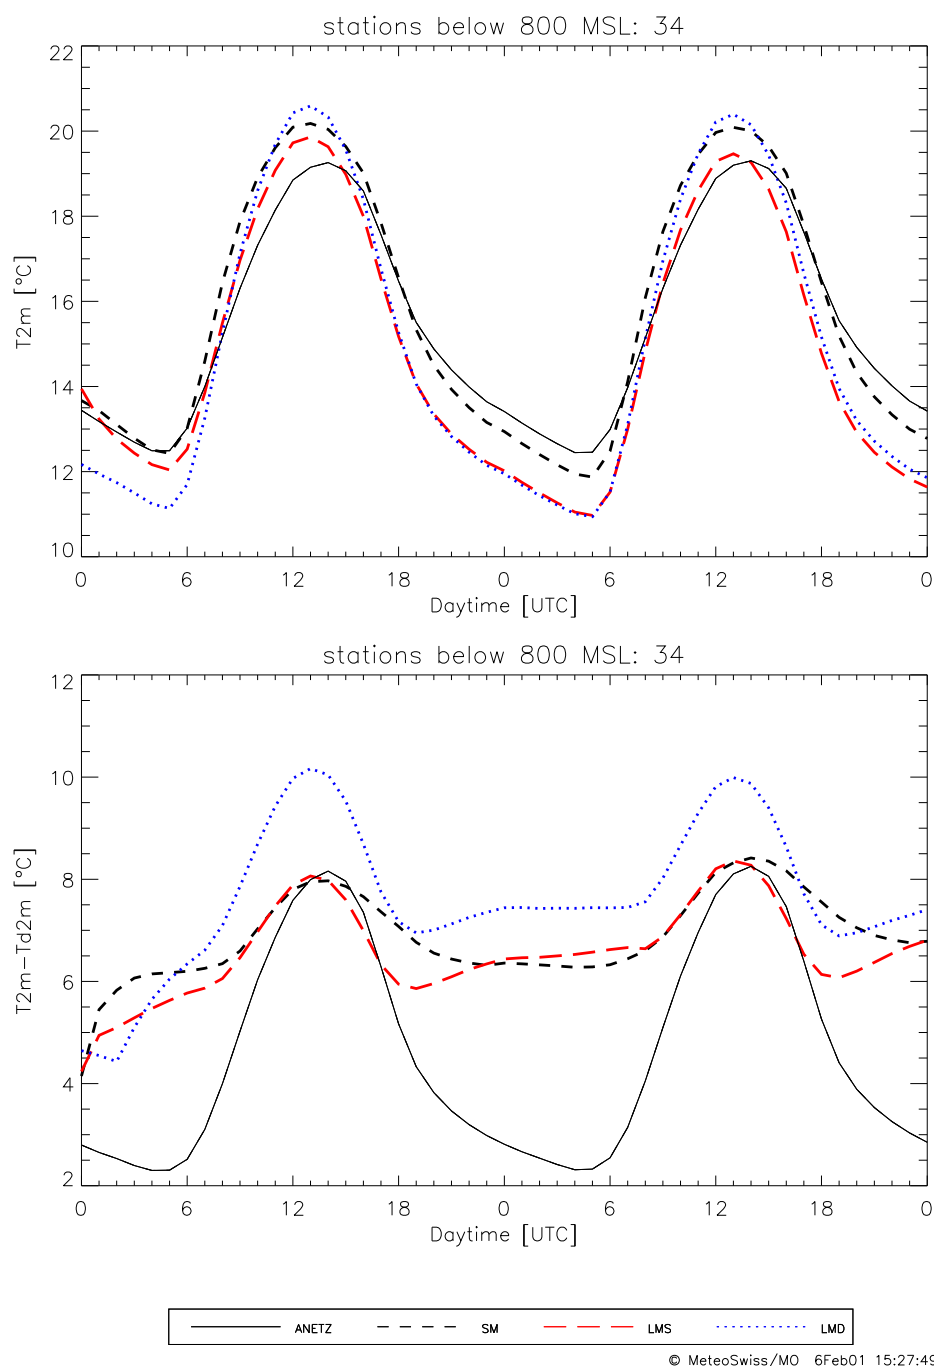 stations below 800 MSL: 34
22
20
18
16
14
12
10
T2m [°C]
0 6 12 18 0 6 12 18 0
Daytime [UTC]
stations below 800 MSL: 34
12
10
8
6
4
2
T2m-Td2m [°C]
0 6 12 18 0 6 12 18 0
Daytime [UTC]
ANETZ SM LMS LMD
© MeteoSwiss/MO 6Feb01 15:27:49